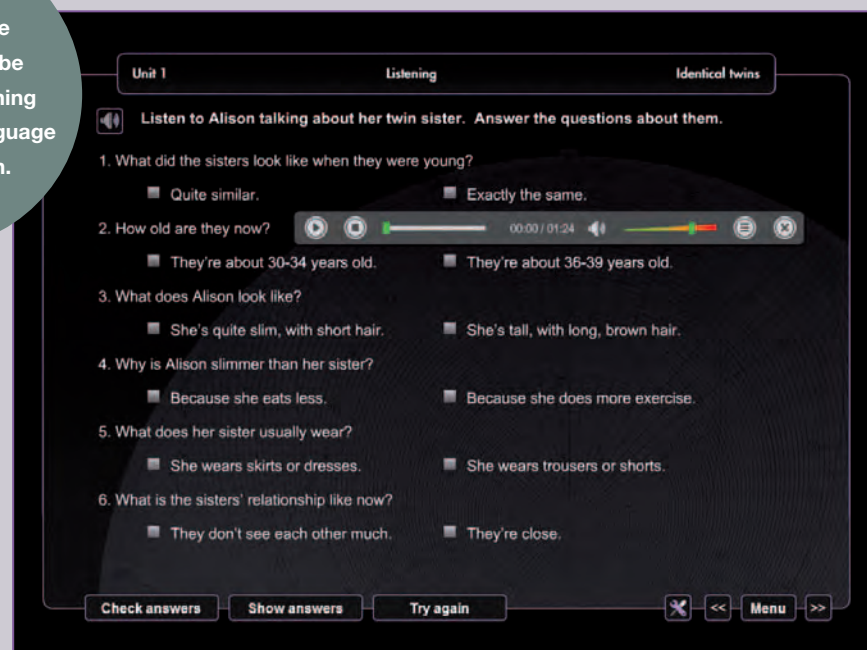 be
guage
Unit 1 Listening Identical twins
Listen to Alison talking about her twin sister. Answer the questions about them.
1. What did the sisters look like when they were young?
Quite similar. Exactly the same.
2. How old are they now? 00:00 / 01:24
They're about 30-34 years old. They're about 36-39 years old.
3. What does Alison look like?
She's quite slim, with short hair. She's tall, with long, brown hair.
4. Why is Alison slimmer than her sister?
Because she eats less. Because she does more exercise.
5. What does her sister usually wear?
She wears skirts or dresses. She wears trousers or shorts.
6. What is the sisters' relationship like now?
They don't see each other much. They're close.
Check answers Show answers Try again << Menu >>